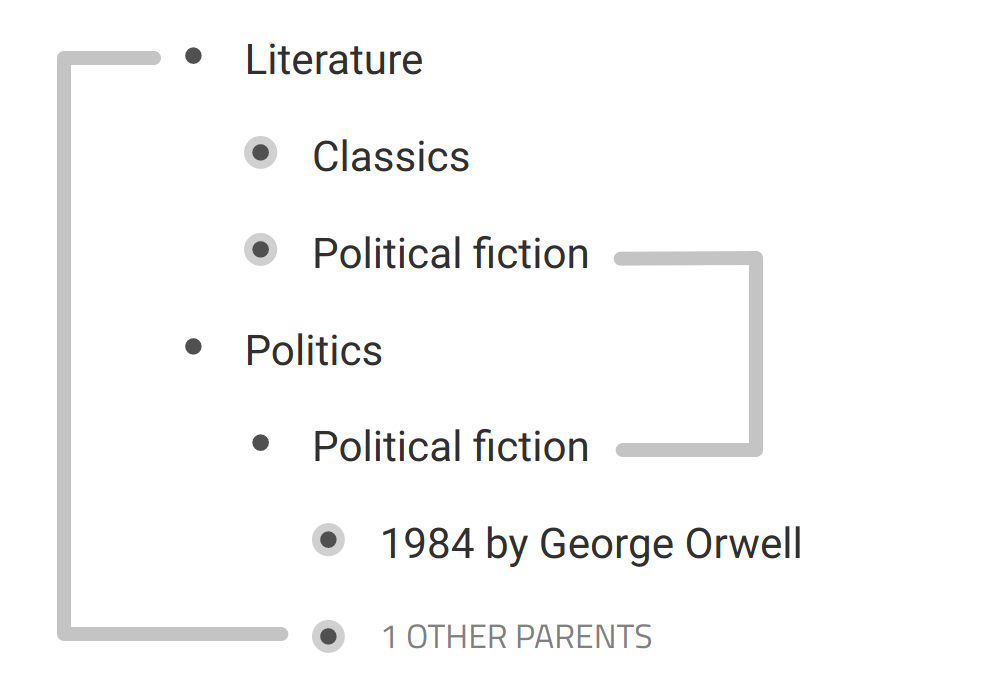 Literature
Classics
Political fiction
Politics
Political fiction
1984 by George Orwell
1 OTHER PARENTS